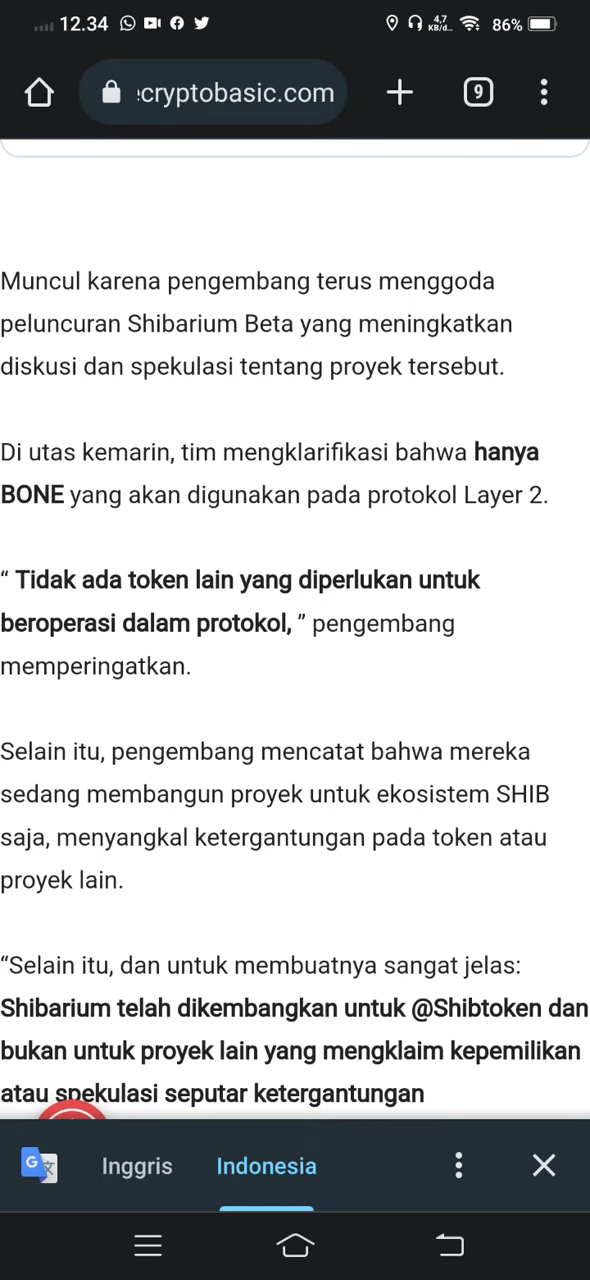 12.34
4,7
KB/d...
86%
:cryptobasic.com
9
Muncul karena pengembang terus menggoda
peluncuran Shibarium Beta yang meningkatkan
diskusi dan spekulasi tentang proyek tersebut.
Di utas kemarin, tim mengklarifikasi bahwa hanya
BONE yang akan digunakan pada protokol Layer 2.
“ Tidak ada token lain yang diperlukan untuk
beroperasi dalam protokol, ” pengembang
memperingatkan.
Selain itu, pengembang mencatat bahwa mereka
sedang membangun proyek untuk ekosistem SHIB
saja, menyangkal ketergantungan pada token atau
proyek lain.
“Selain itu, dan untuk membuatnya sangat jelas:
Shibarium telah dikembangkan untuk @Shibtoken dan
bukan untuk proyek lain yang mengklaim kepemilikan
atau spekulasi seputar ketergantungan
G 文
Inggris
Indonesia